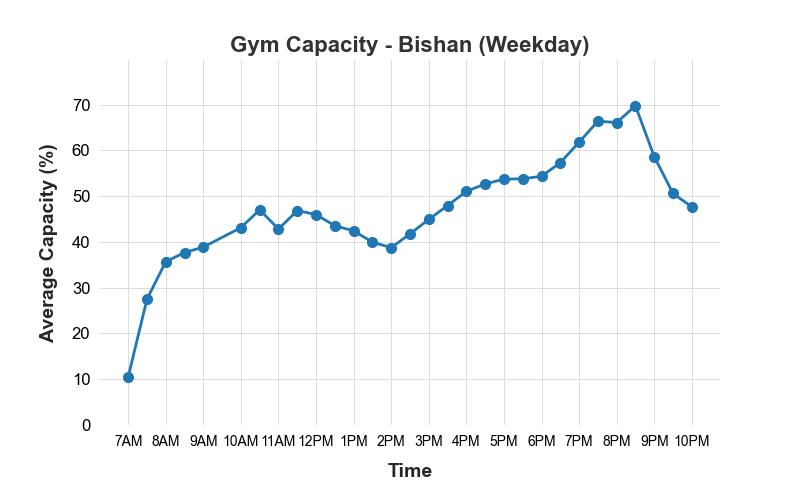 Gym Capacity - Bishan (Weekday)
Average Capacity (%)
70
60
50
40
30
20
10
0
7AM 8AM 9AM 10AM 11AM 12PM 1PM 2PM 3PM 4PM 5PM 6PM 7PM 8PM 9PM 10PM
Time